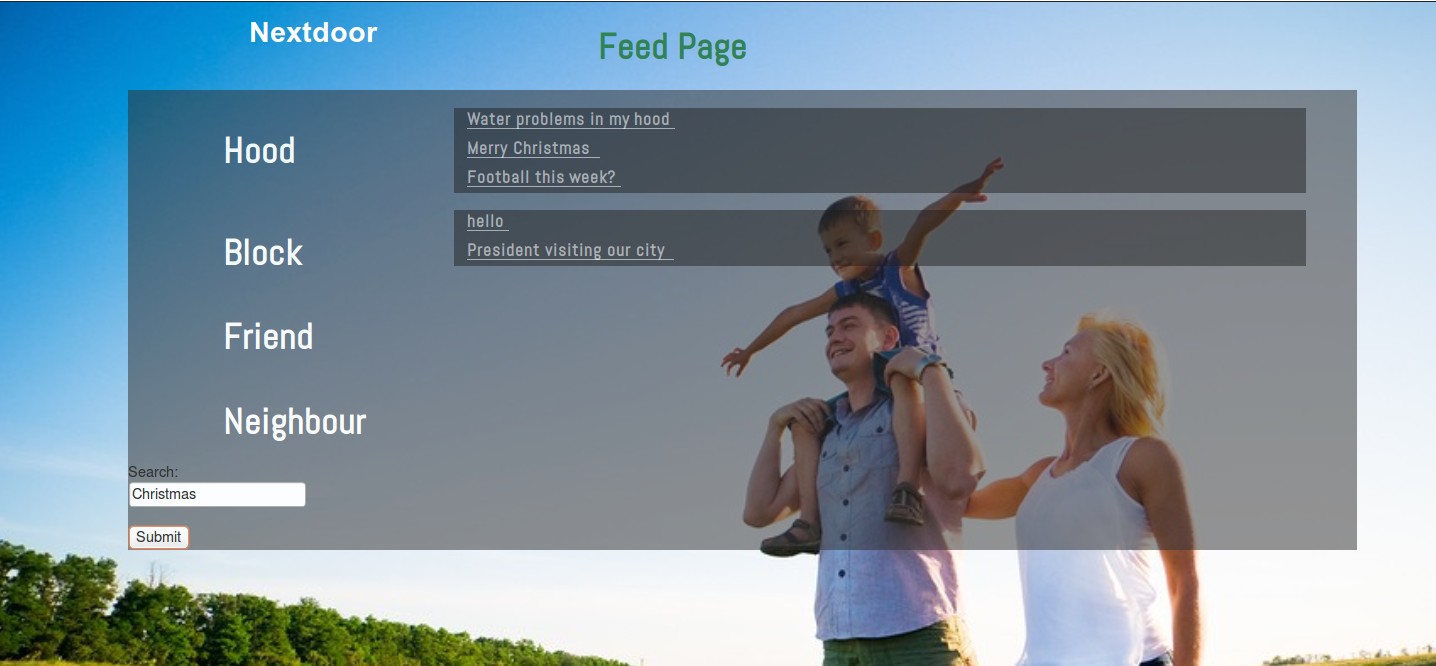 Nextdoor
Feed Page
Hood
Water problems in my hood
Merry Christmas
Football this week?
Block
hello
President visiting our city
Friend
Neighbour
Search:
Christmas
Submit